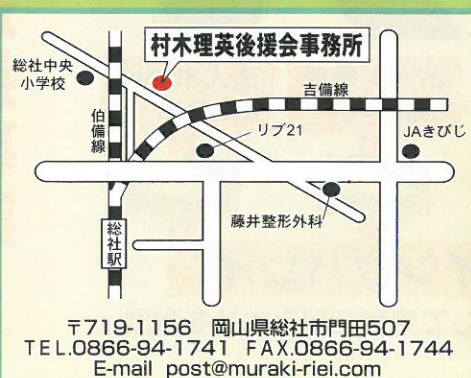 村木理英後援会事務所
総社中央
小学校
吉備線
伯備線
リブ21
JAきびじ
藤井整形外科
総社駅
〒719-1156　岡山県総社市門田507
TEL.0866-94-1741 FAX.0866-94-1744
E-mail post@muraki-riei.com